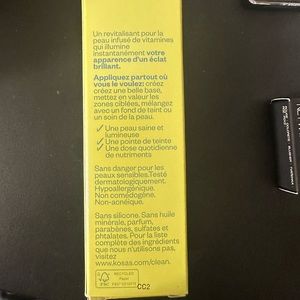 Un revitalisant pour la
peau infusé de vitamines
qui illumine
instantanément votre
apparence d'un éclat
brillant.
Appliquez partout où
vous le voulez: créez
créez une belle base,
mettez en valeur les
zones ciblées, mélangez
avec un fond de teint ou
un soin de la peau.
✓ Une peau saine et
lumineuse
✓ Une pointe de teinte
✓ Une dose quotidienne
de nutriments
Sans danger pour les
peaux sensibles. Testé
dermatologiquement.
Hypoallergénique.
Non comédogène.
Non-acnéique.
Sans silicone. Sans huile
minérale, parfum,
parabènes, sulfates et
phtalates. Pour la liste
complète des ingrédients
que nous n'utilisons pas,
visitez
www.kosas.com/clean.
FSC
RECYCLED
CC2